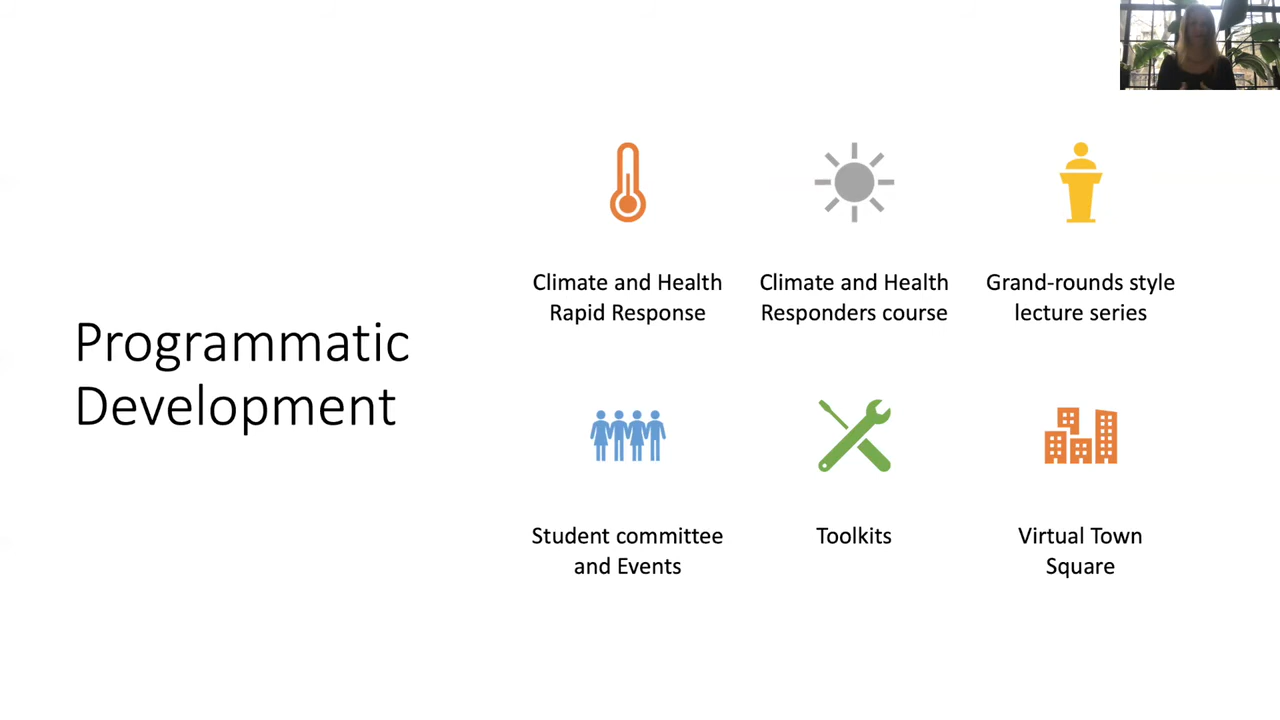 Programmatic
Development
Climate and Health
Rapid Response
Climate and Health
Responders course
Grand-rounds style
lecture series
Student committee
and Events
Toolkits
Virtual Town
Square